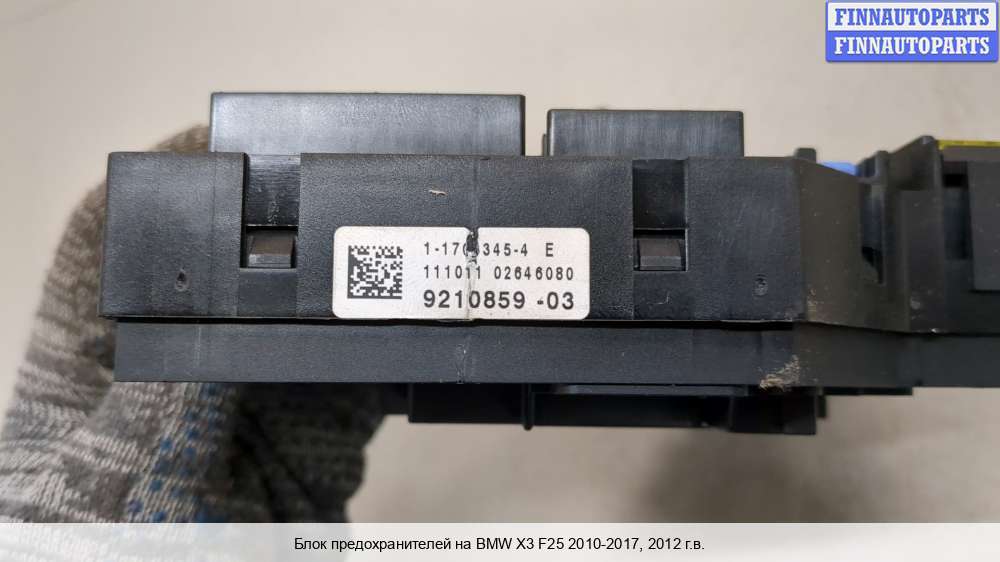 FINNAUTOPARTS
FINNAUTOPARTS
E
111011 02646080
9210859 -03
Блок предохранителей на BMW X3 F25 2010-2017, 2012 г.в.